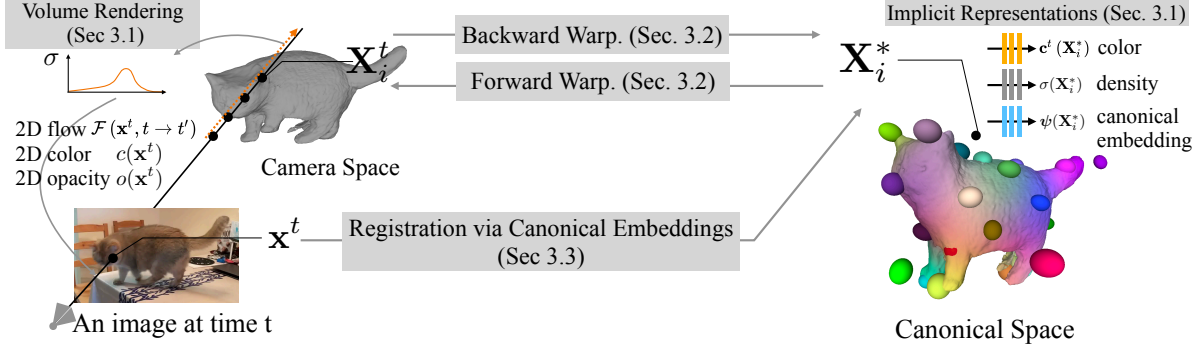 Volume Rendering
(Sec 3.1)
σ
2D flow 𝓕(x^t, t → t′)
2D color c(x^t)
2D opacity o(x^t)
X_i^t
Camera Space
An image at time t
x^t
Backward Warp. (Sec. 3.2)
Forward Warp. (Sec. 3.2)
Registration via Canonical Embeddings
(Sec 3.3)
X_i^*
Implicit Representations (Sec. 3.1)
c^t(X_i^*) color
σ(X_i^*) density
ψ(X_i^*) canonical
embedding
Canonical Space